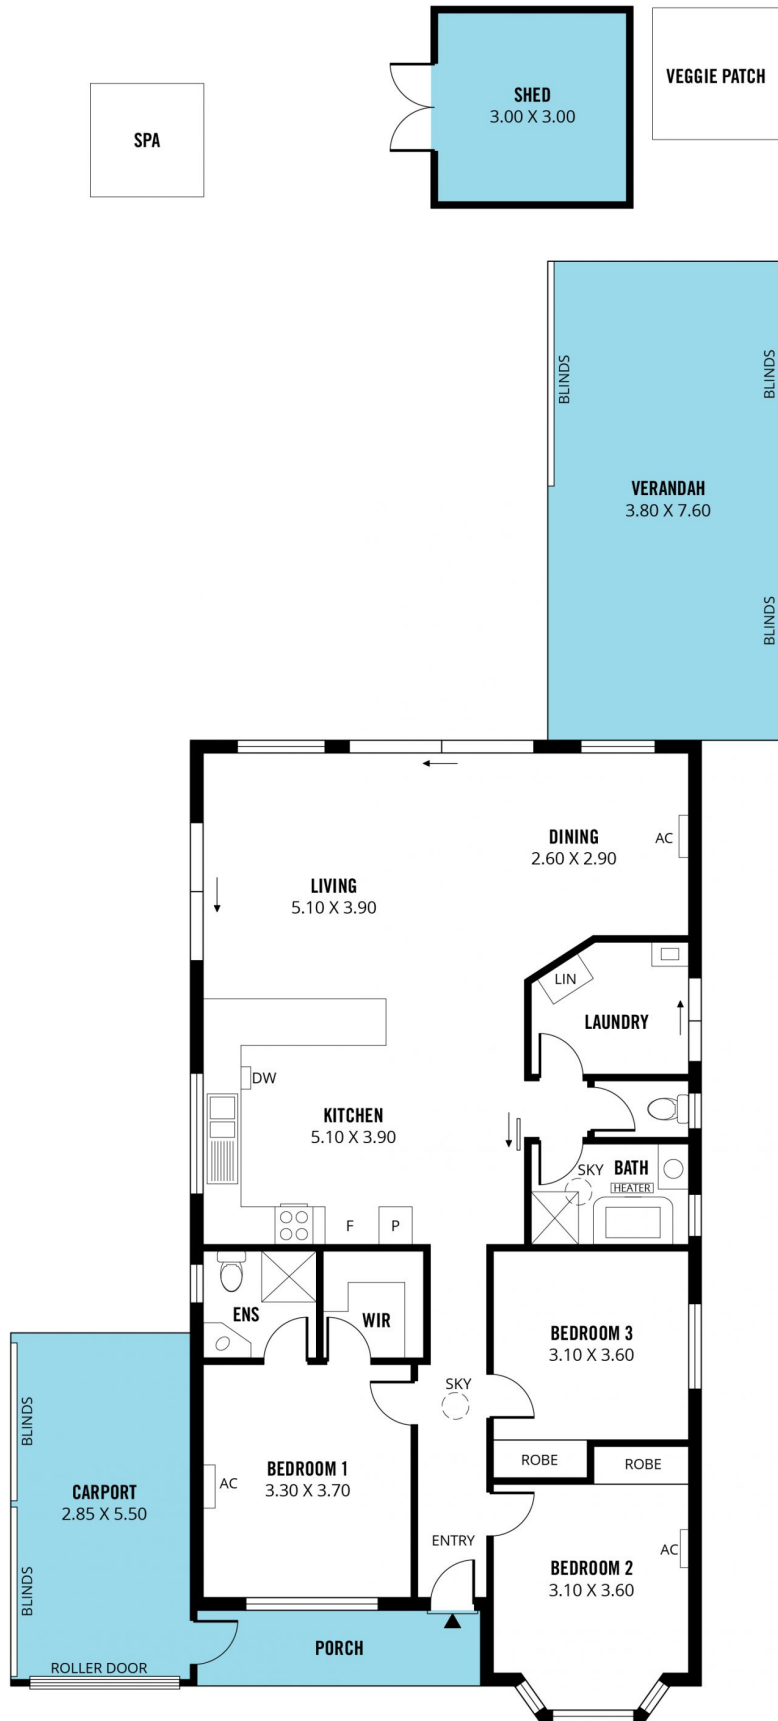 SHED
3.00 X 3.00
VEGGIE PATCH
SPA
BLINDS
BLINDS
VERANDAH
3.80 X 7.60
BLINDS
DINING
2.60 X 2.90
AC
LIVING
5.10 X 3.90
LIN
LAUNDRY
DW
KITCHEN
5.10 X 3.90
SKY
BATH
HEATER
F
P
ENS
WIR
BEDROOM 3
3.10 X 3.60
SKY
BLINDS
ROBE
ROBE
BEDROOM 1
3.30 X 3.70
AC
CARPORT
2.85 X 5.50
ENTRY
AC
BEDROOM 2
3.10 X 3.60
BLINDS
PORCH
ROLLER DOOR